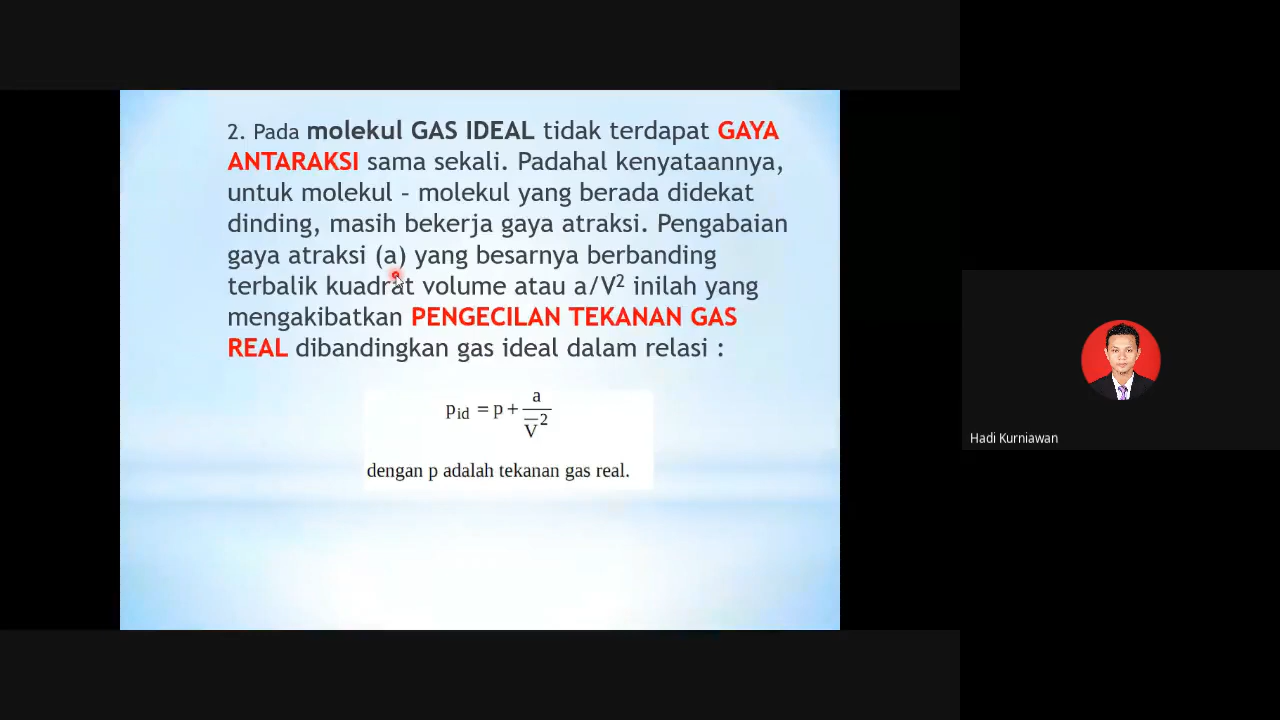 2. Pada molekul GAS IDEAL tidak terdapat GAYA
ANTARAKSI sama sekali. Padahal kenyataannya,
untuk molekul – molekul yang berada didekat
dinding, masih bekerja gaya atraksi. Pengabaian
gaya atraksi (a) yang besarnya berbanding
terbalik kuadrat volume atau a/V² inilah yang
mengakibatkan PENGECILAN TEKANAN GAS
REAL dibandingkan gas ideal dalam relasi :
p_id = p + a / V̅²
dengan p adalah tekanan gas real.
Hadi Kurniawan